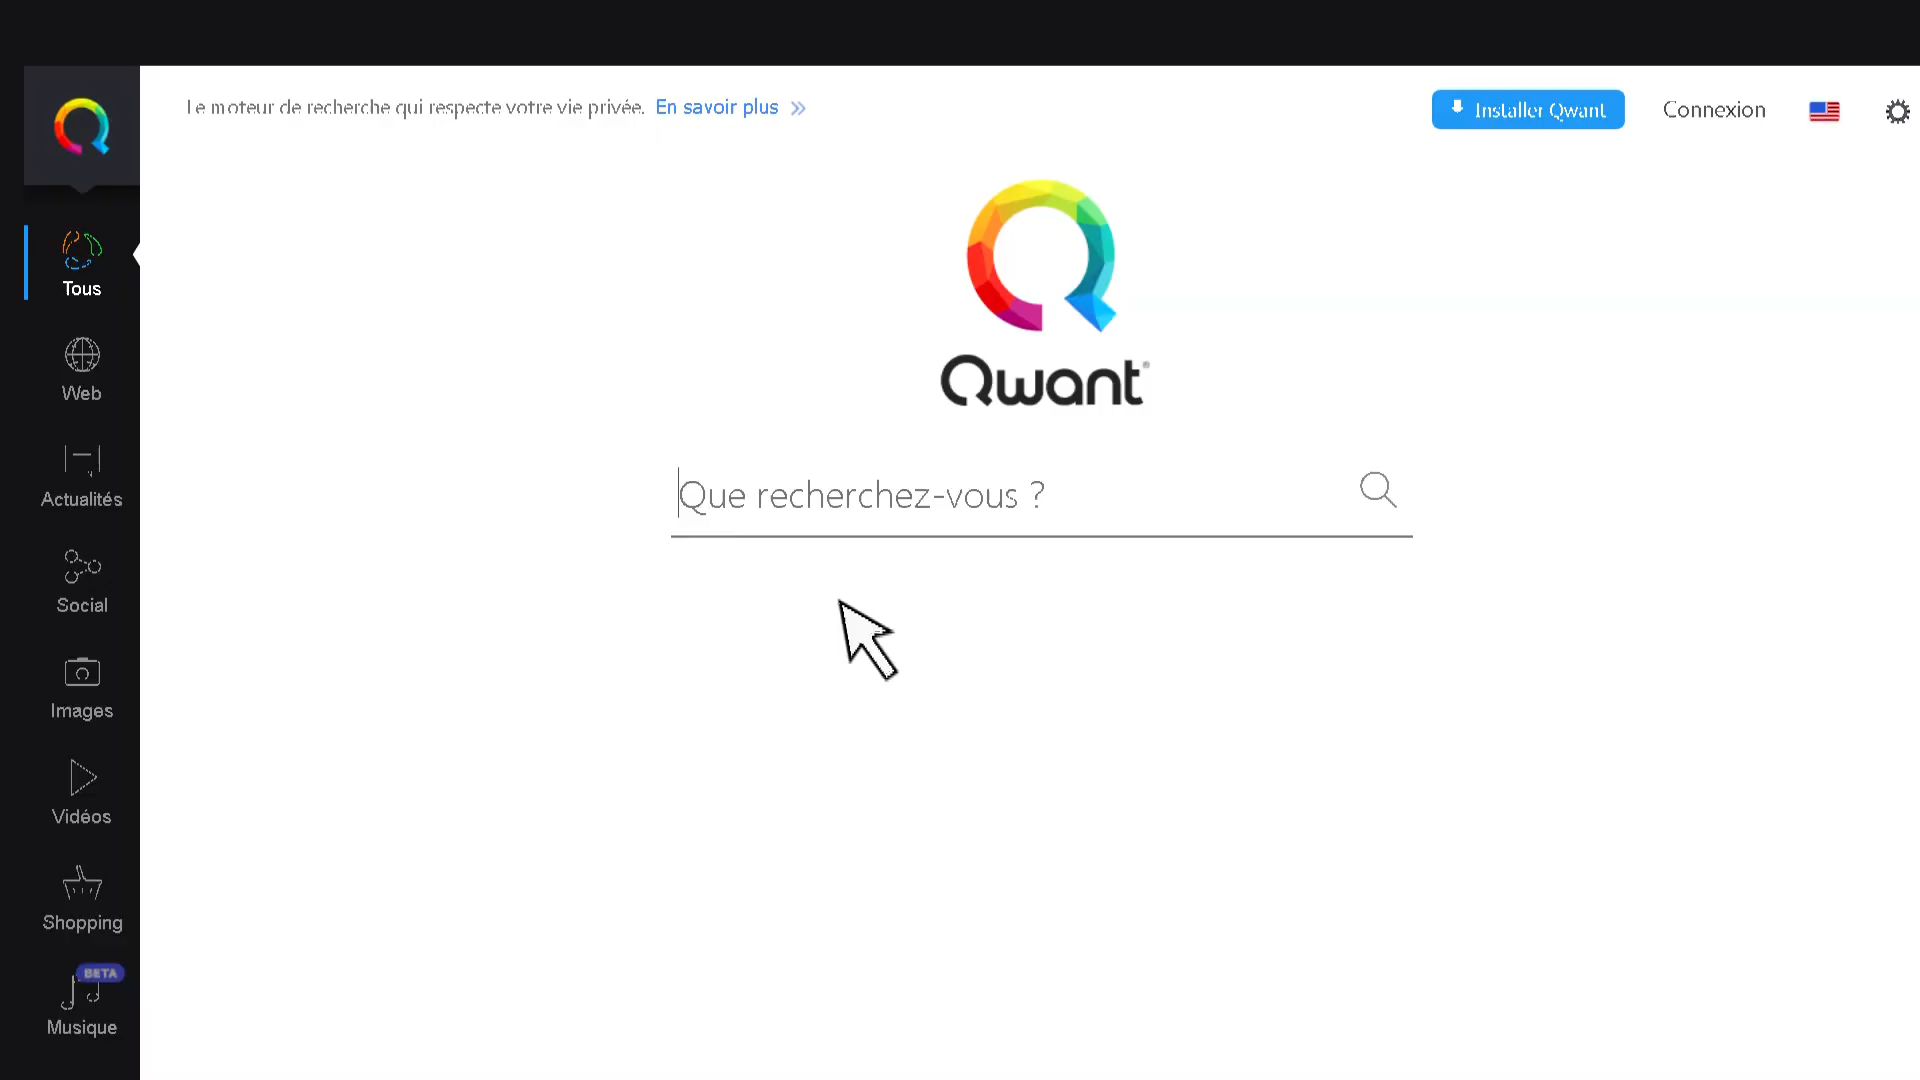 Le moteur de recherche qui respecte votre vie privée. En savoir plus »
Installer Qwant
Connexion
Qwant®
Que recherchez-vous ?
Tous
Web
Actualités
Social
Images
Vidéos
Shopping
BETA
Musique